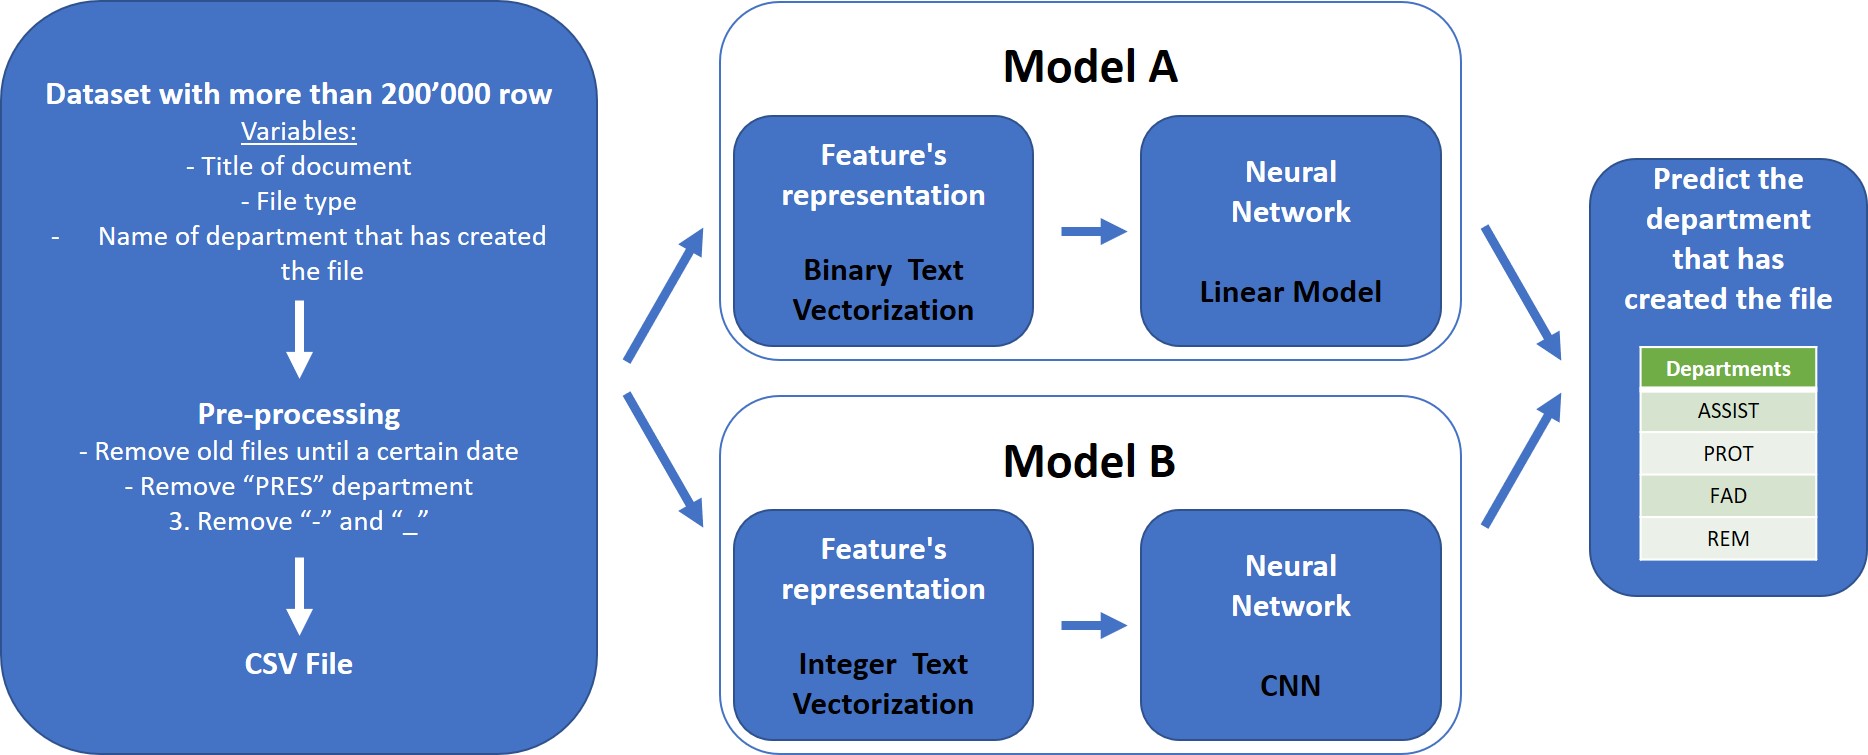 Dataset with more than 200’000 row
Variables:
- Title of document
- File type
- Name of department that has created
the file
Pre-processing
- Remove old files until a certain date
- Remove “PRES” department
3. Remove “-” and “_”
CSV File
Model A
Feature's
representation
Binary Text
Vectorization
Neural
Network
Linear Model
Model B
Feature's
representation
Integer Text
Vectorization
Neural
Network
CNN
Predict the
department
that has
created the file
Departments
ASSIST
PROT
FAD
REM